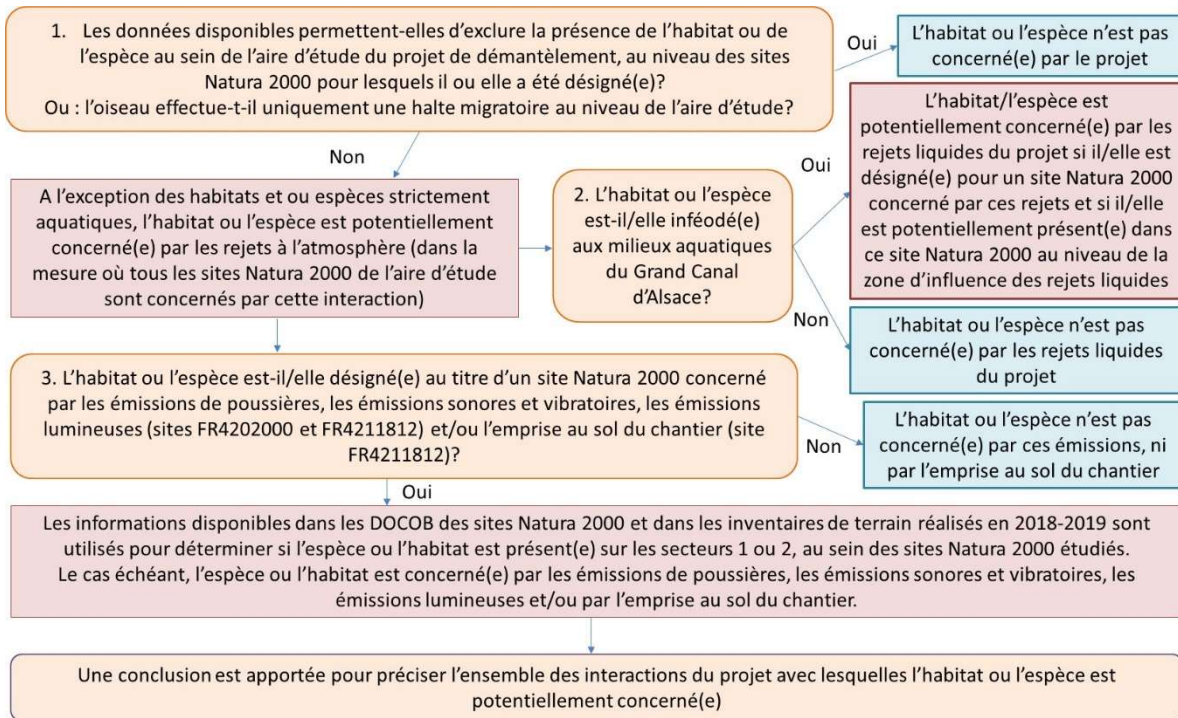 1. Les données disponibles permettent-elles d'exclure la présence de l'habitat ou de
l'espèce au sein de l'aire d'étude du projet de démantèlement, au niveau des sites
Natura 2000 pour lesquels il ou elle a été désigné(e)?
Ou : l'oiseau effectue-t-il uniquement une halte migratoire au niveau de l'aire d'étude?
Oui
L'habitat ou l'espèce n'est pas
concerné(e) par le projet
Non
A l'exception des habitats et ou espèces strictement
aquatiques, l'habitat ou l'espèce est potentiellement
concerné(e) par les rejets à l'atmosphère (dans la
mesure où tous les sites Natura 2000 de l'aire d'étude
sont concernés par cette interaction)
2. L'habitat ou l'espèce
est-il/elle inféodé(e)
aux milieux aquatiques
du Grand Canal
d'Alsace?
Oui
L'habitat/l'espèce est
potentiellement concerné(e) par les
rejets liquides du projet si il/elle est
désigné(e) pour un site Natura 2000
concerné par ces rejets et si il/elle
est potentiellement présent(e) dans
ce site Natura 2000 au niveau de la
zone d'influence des rejets liquides
Non
L'habitat ou l'espèce n'est pas
concerné(e) par les rejets liquides
du projet
3. L'habitat ou l'espèce est-il/elle désigné(e) au titre d'un site Natura 2000 concerné
par les émissions de poussières, les émissions sonores et vibratoires, les émissions
lumineuses (sites FR4202000 et FR4211812) et/ou l'emprise au sol du chantier (site
FR4211812)?
Non
L'habitat ou l'espèce n'est pas
concerné(e) par ces émissions, ni
par l'emprise au sol du chantier
Oui
Les informations disponibles dans les DOCOB des sites Natura 2000 et dans les inventaires de terrain réalisés en 2018-2019 sont
utilisés pour déterminer si l'espèce ou l'habitat est présent(e) sur les secteurs 1 ou 2, au sein des sites Natura 2000 étudiés.
Le cas échéant, l'espèce ou l'habitat est concerné(e) par les émissions de poussières, les émissions sonores et vibratoires, les
émissions lumineuses et/ou par l'emprise au sol du chantier.
Une conclusion est apportée pour préciser l'ensemble des interactions du projet avec lesquelles l'habitat ou l'espèce est
potentiellement concerné(e)